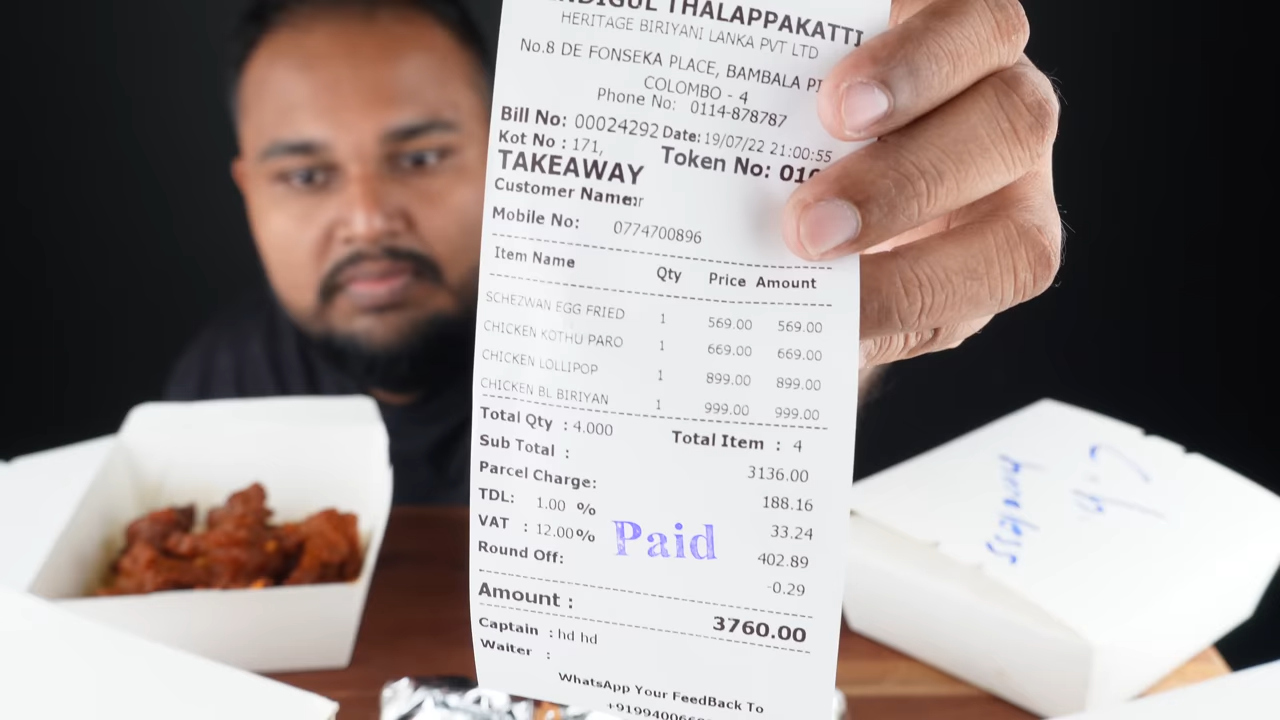 THALAPPAKATTI
HERITAGE BIRIYANI LANKA PVT LTD
No.8 DE FONSEKA PLACE, BAMBALA
COLOMBO - 4
Phone No: 0114-878787
Bill No: 00024292 Date: 19/07/22 21:00:55
Kot No : 171,
Token No:
TAKEAWAY
Customer Name:
Mobile No: 0774700896
Item Name Qty Price Amount
SCHEZWAN EGG FRIED 1 569.00 569.00
CHICKEN KOTHU PARO 1 669.00 669.00
CHICKEN LOLLIPOP 1 899.00 899.00
CHICKEN BL BIRIYAN 1 999.00 999.00
Total Qty : 4.000 Total Item : 4
Sub Total : 3136.00
Parcel Charge: 188.16
TDL: 1.00 % 33.24
VAT : 12.00% 402.89
Paid
Round Off: -0.29
Amount : 3760.00
Captain : hd hd
Waiter :
WhatsApp Your FeedBack To